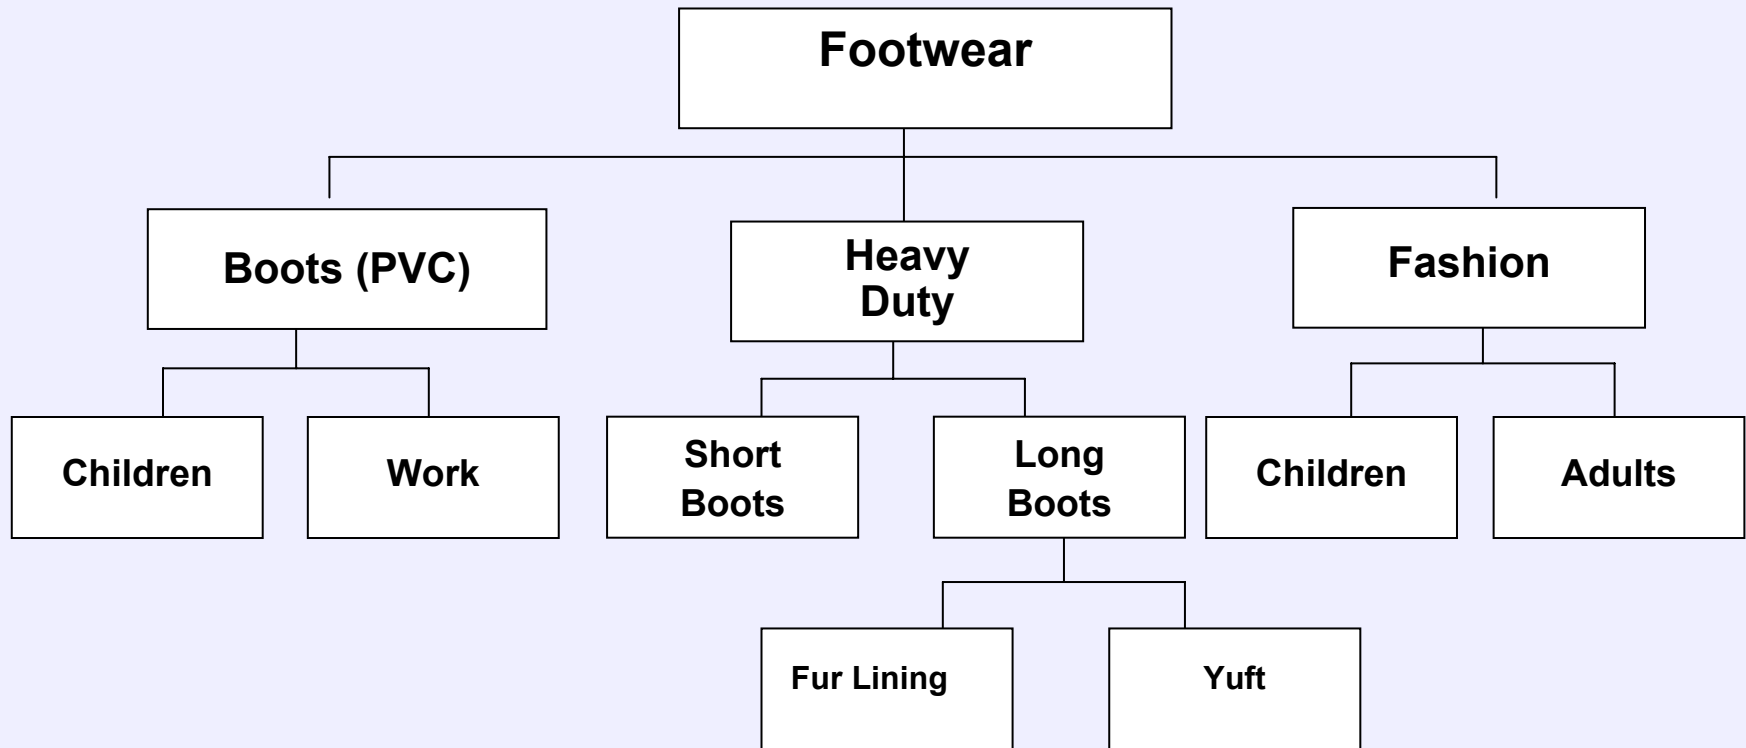 Footwear
Boots (PVC)
Heavy
Duty
Fashion
Children
Work
Short
Boots
Long
Boots
Children
Adults
Fur Lining
Yuft